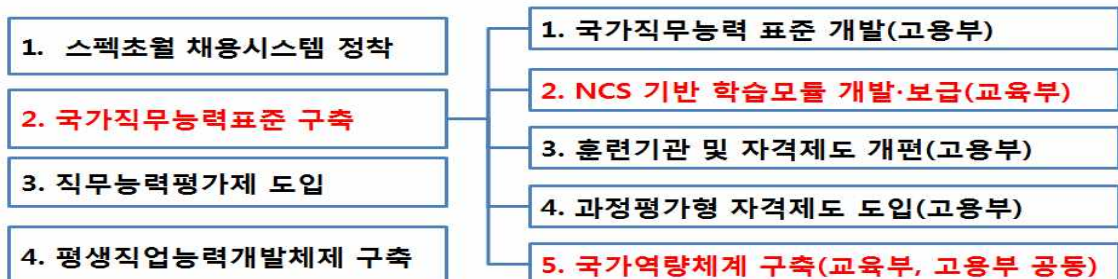 1. 스펙초월 채용시스템 정착
2. 국가직무능력표준 구축
3. 직무능력평가제 도입
4. 평생직업능력개발체제 구축
1. 국가직무능력 표준 개발(고용부)
2. NCS 기반 학습모듈 개발·보급(교육부)
3. 훈련기관 및 자격제도 개편(고용부)
4. 과정평가형 자격제도 도입(고용부)
5. 국가역량체계 구축(교육부, 고용부 공동)